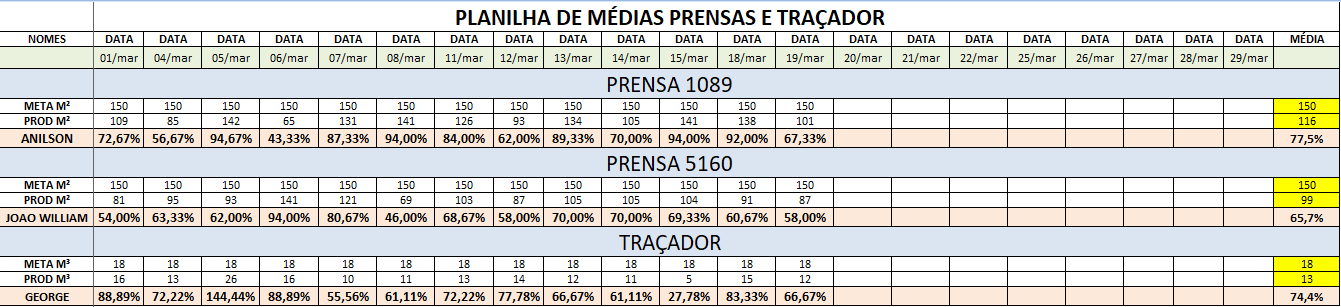 PLANILHA DE MÉDIAS PRENSAS E TRAÇADOR
NOMES DATA DATA DATA DATA DATA DATA DATA DATA DATA DATA DATA DATA DATA DATA DATA DATA DATA DATA DATA DATA DATA MÉDIA
01/mar 04/mar 05/mar 06/mar 07/mar 08/mar 11/mar 12/mar 13/mar 14/mar 15/mar 18/mar 19/mar 20/mar 21/mar 22/mar 25/mar 26/mar 27/mar 28/mar 29/mar
PRENSA 1089
META M² 150 150 150 150 150 150 150 150 150 150 150 150 150 150
PROD M² 109 85 142 65 131 141 126 93 134 105 141 138 101 116
ANILSON 72,67% 56,67% 94,67% 43,33% 87,33% 94,00% 84,00% 62,00% 89,33% 70,00% 94,00% 92,00% 67,33% 77,5%
PRENSA 5160
META M² 150 150 150 150 150 150 150 150 150 150 150 150 150 150
PROD M² 81 95 93 141 121 69 103 87 105 105 104 91 87 99
JOAO WILLIAM 54,00% 63,33% 62,00% 94,00% 80,67% 46,00% 68,67% 58,00% 70,00% 70,00% 69,33% 60,67% 58,00% 65,7%
TRAÇADOR
META M³ 18 18 18 18 18 18 18 18 18 18 18 18 18 18
PROD M³ 16 13 26 16 10 11 13 14 12 11 5 15 12 13
GEORGE 88,89% 72,22% 144,44% 88,89% 55,56% 61,11% 72,22% 77,78% 66,67% 61,11% 27,78% 83,33% 66,67% 74,4%